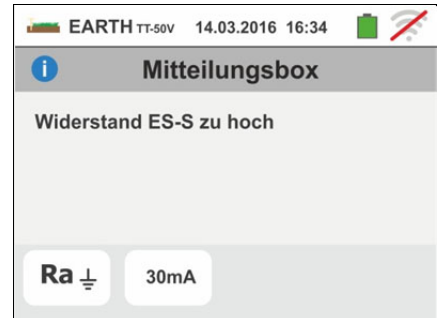 EARTH TT-50V 14.03.2016 16:34
i Mitteilungsbox
Widerstand ES-S zu hoch
Ra 30mA